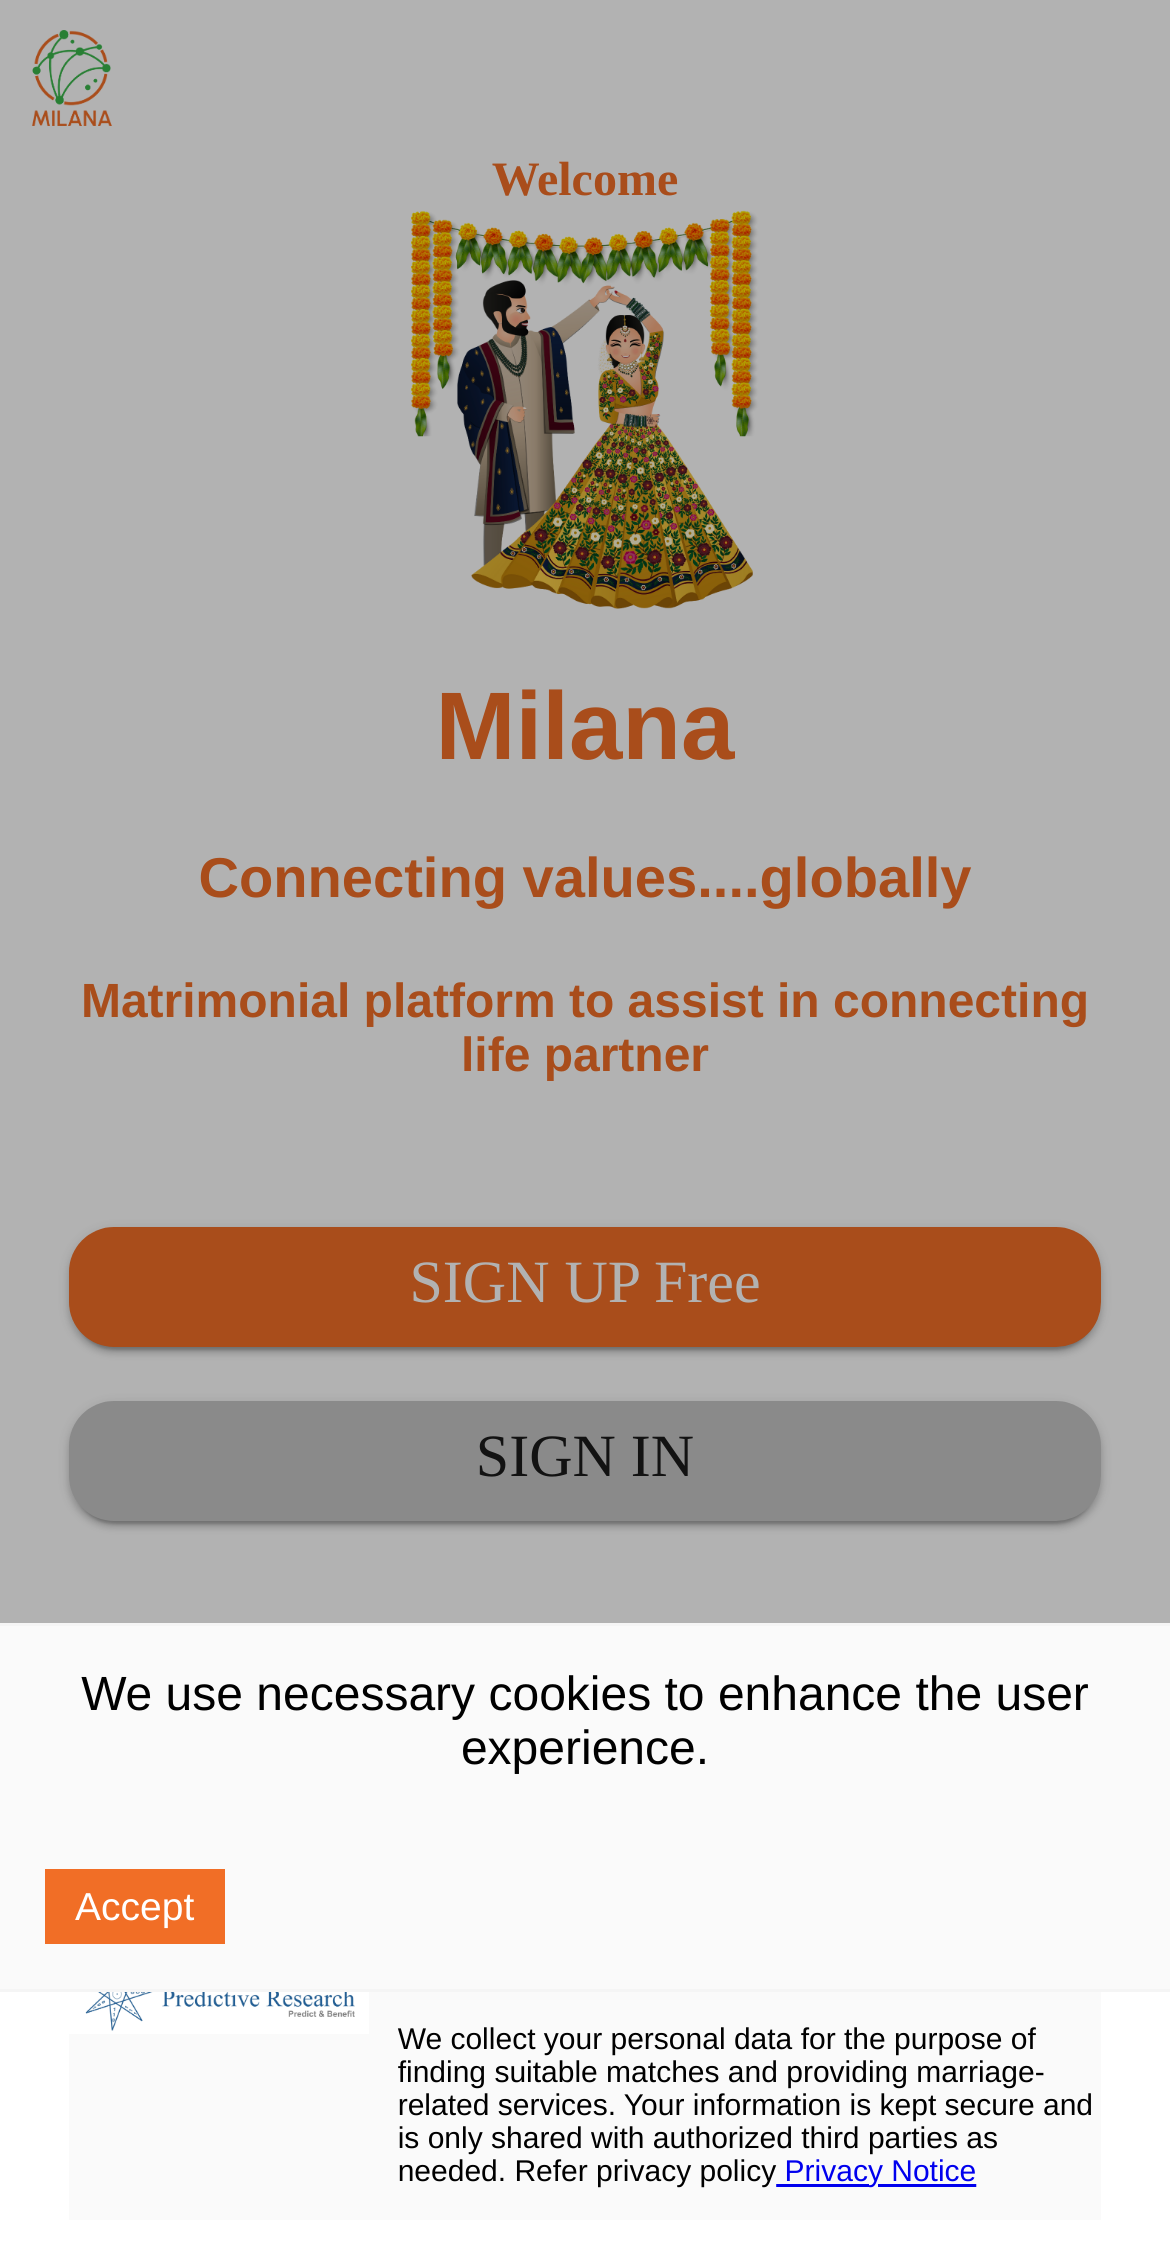 MILANA
Welcome
Milana
Connecting values....globally
Matrimonial platform to assist in connecting
life partner
SIGN UP Free
SIGN IN
We use necessary cookies to enhance the user
experience.
Accept
Predictive Research
Predict & Benefit
We collect your personal data for the purpose of
finding suitable matches and providing marriage-
related services. Your information is kept secure and
is only shared with authorized third parties as
needed. Refer privacy policy Privacy Notice